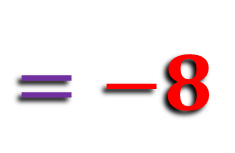 = −8